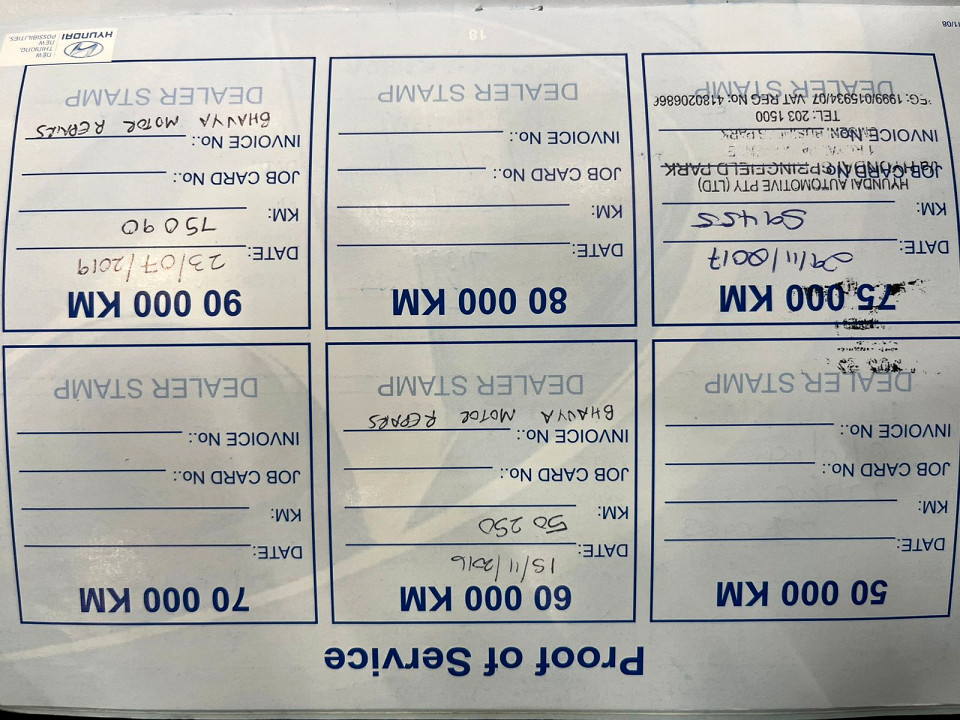 Proof of Service
50 000 KM
DATE:
KM:
JOB CARD No.:
INVOICE No.:
DEALER STAMP
60 000 KM
DATE: 15/11/2016
KM: 50 250
JOB CARD No.:
INVOICE No.:
BHAVYA MOTOR REPAIRS
DEALER STAMP
70 000 KM
DATE:
KM:
JOB CARD No.:
INVOICE No.:
DEALER STAMP
75 000 KM
DATE: 29/11/2017
KM: 59455
HYUNDAI AUTOMOTIVE PTY (LTD)
JOB CARD No.:
HYUNDAI SPRINGFIELD PARK
INVOICE No.:
TEL: 203 1500
REG: 1999/015934/07 VAT REG No: 4180206866
DEALER STAMP
80 000 KM
DATE:
KM:
JOB CARD No.:
INVOICE No.:
DEALER STAMP
90 000 KM
DATE: 23/07/2019
KM: 75090
JOB CARD No.:
INVOICE No.:
BHAVYA MOTOR REPAIRS
DEALER STAMP
18
11/08
HYUNDAI
NEW THINKING.
NEW POSSIBILITIES.